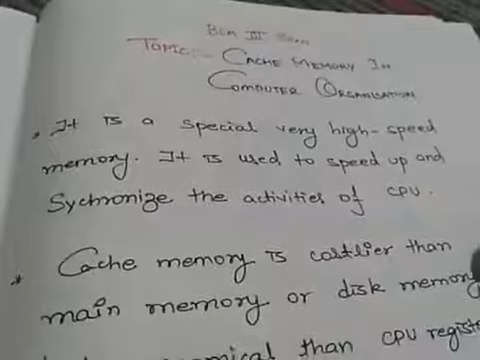 BCA III Sem
TOPIC:- CACHE MEMORY IN
COMPUTER ORGANISATION
* It is a special very high-speed
memory. It is used to speed up and
Sychronize the activities of CPU.
* Cache memory is costlier than
main memory or disk memory
than CPU